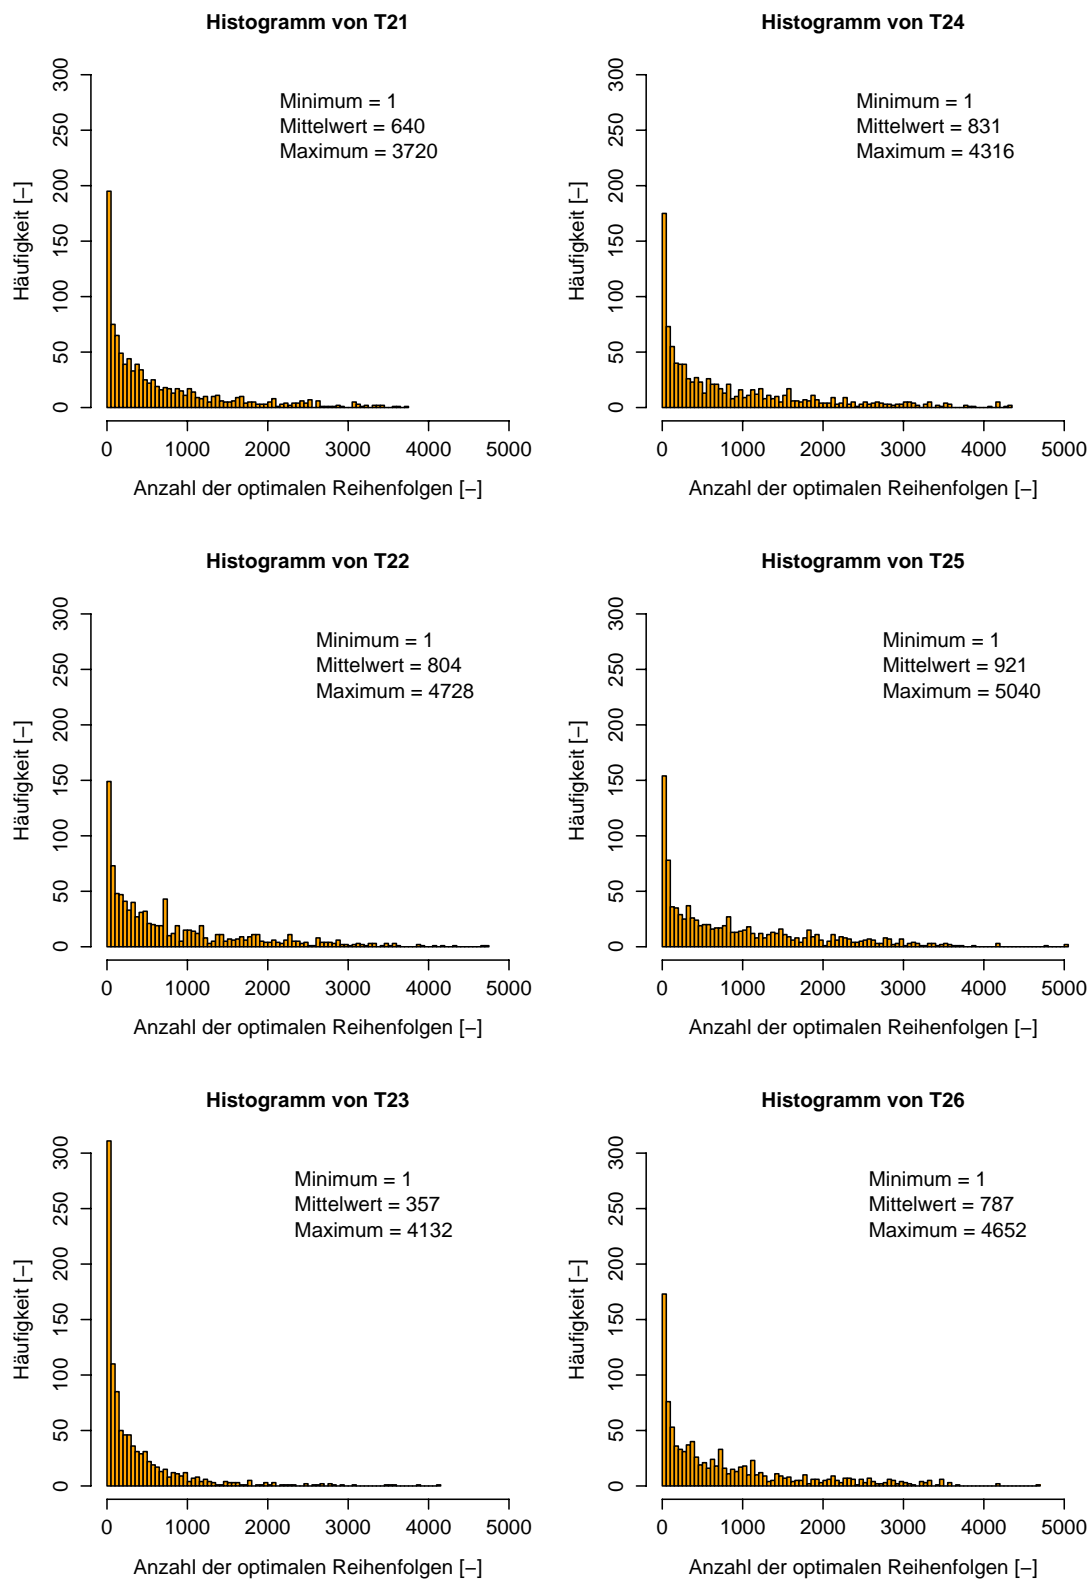 Histogramm von T21
Minimum = 1
Mittelwert = 640
Maximum = 3720
Häufigkeit [−]
300
250
200
150
100
50
0
0 1000 2000 3000 4000 5000
Anzahl der optimalen Reihenfolgen [−]
Histogramm von T24
Minimum = 1
Mittelwert = 831
Maximum = 4316
Häufigkeit [−]
300
250
200
150
100
50
0
0 1000 2000 3000 4000 5000
Anzahl der optimalen Reihenfolgen [−]
Histogramm von T22
Minimum = 1
Mittelwert = 804
Maximum = 4728
Häufigkeit [−]
300
250
200
150
100
50
0
0 1000 2000 3000 4000 5000
Anzahl der optimalen Reihenfolgen [−]
Histogramm von T25
Minimum = 1
Mittelwert = 921
Maximum = 5040
Häufigkeit [−]
300
250
200
150
100
50
0
0 1000 2000 3000 4000 5000
Anzahl der optimalen Reihenfolgen [−]
Histogramm von T23
Minimum = 1
Mittelwert = 357
Maximum = 4132
Häufigkeit [−]
300
250
200
150
100
50
0
0 1000 2000 3000 4000 5000
Anzahl der optimalen Reihenfolgen [−]
Histogramm von T26
Minimum = 1
Mittelwert = 787
Maximum = 4652
Häufigkeit [−]
300
250
200
150
100
50
0
0 1000 2000 3000 4000 5000
Anzahl der optimalen Reihenfolgen [−]